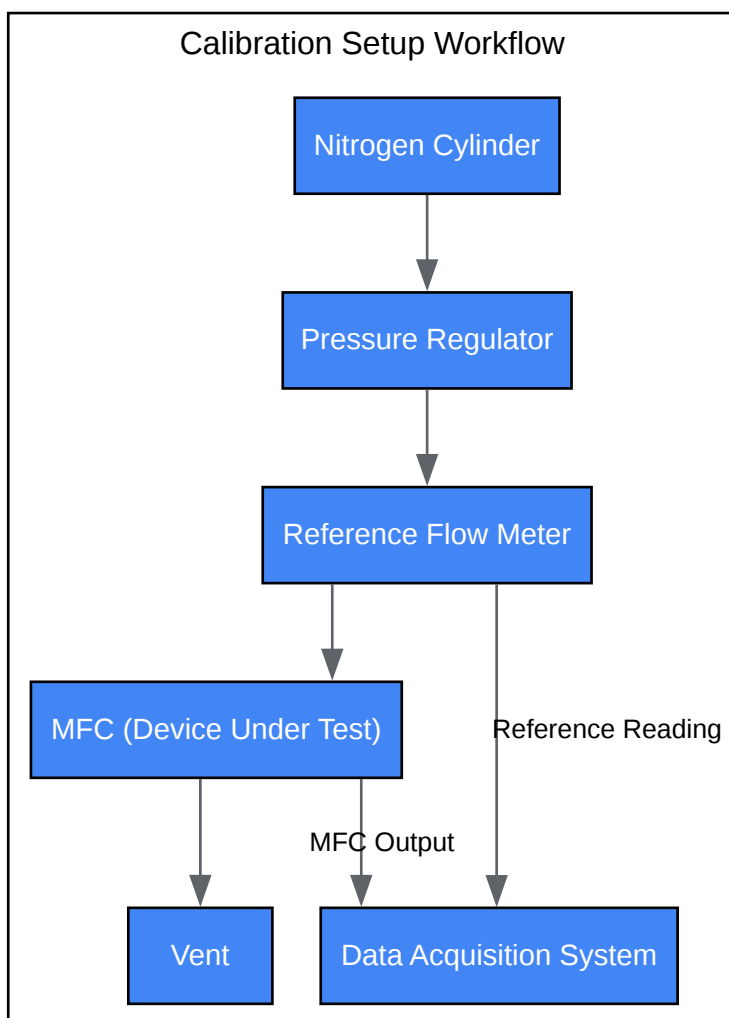 Calibration Setup Workflow
Nitrogen Cylinder
Pressure Regulator
Reference Flow Meter
MFC (Device Under Test)
Reference Reading
MFC Output
Vent
Data Acquisition System